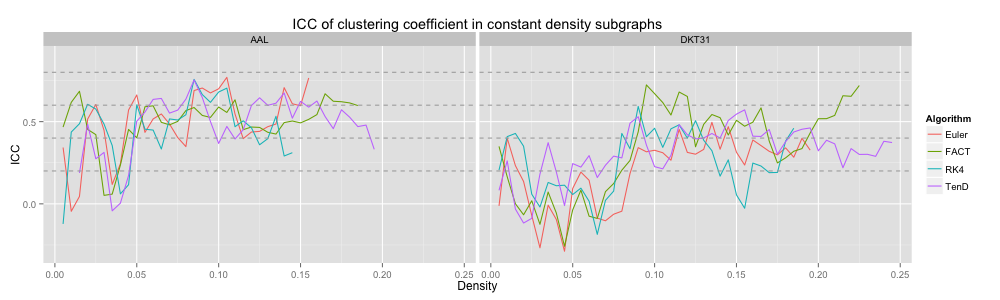 ICC of clustering coefficient in constant density subgraphs
AAL
DKT31
ICC
0.5
0.0
0.00 0.05 0.10 0.15 0.20 0.25
0.00 0.05 0.10 0.15 0.20 0.25
Density
Algorithm
Euler
FACT
RK4
TenD